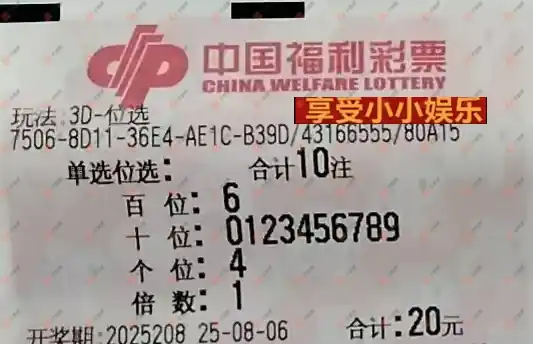 中国福利彩票
CHINA WELFARE LOTTERY
享受小小娱乐
玩法: 3D-位选
7506-8D11-36E4-AE1C-B39D/43166555/80A15
单选位选: 合计10注
百 位: 6
十 位: 0123456789
个 位: 4
倍 数: 1
开奖期: 2025208 25-08-06 合计: 20元